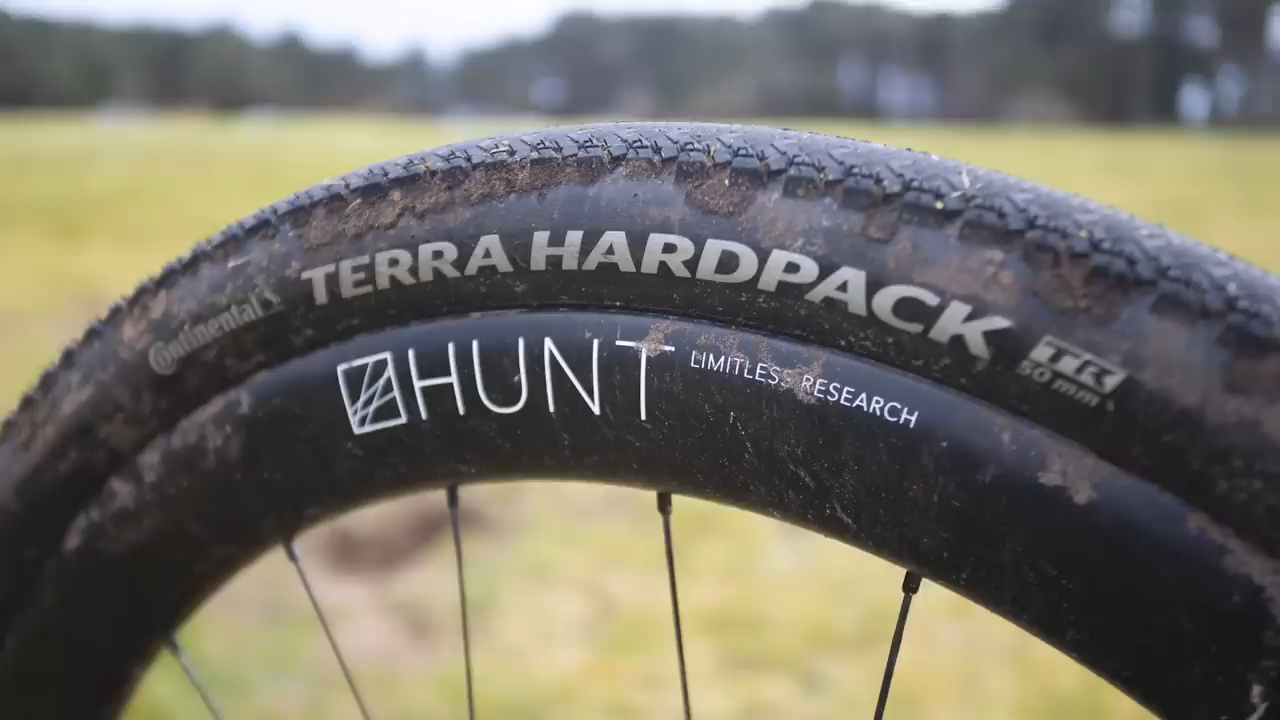 Continental
TERRA HARDPACK
TR
50 mm
HUNT
LIMITLESS RESEARCH